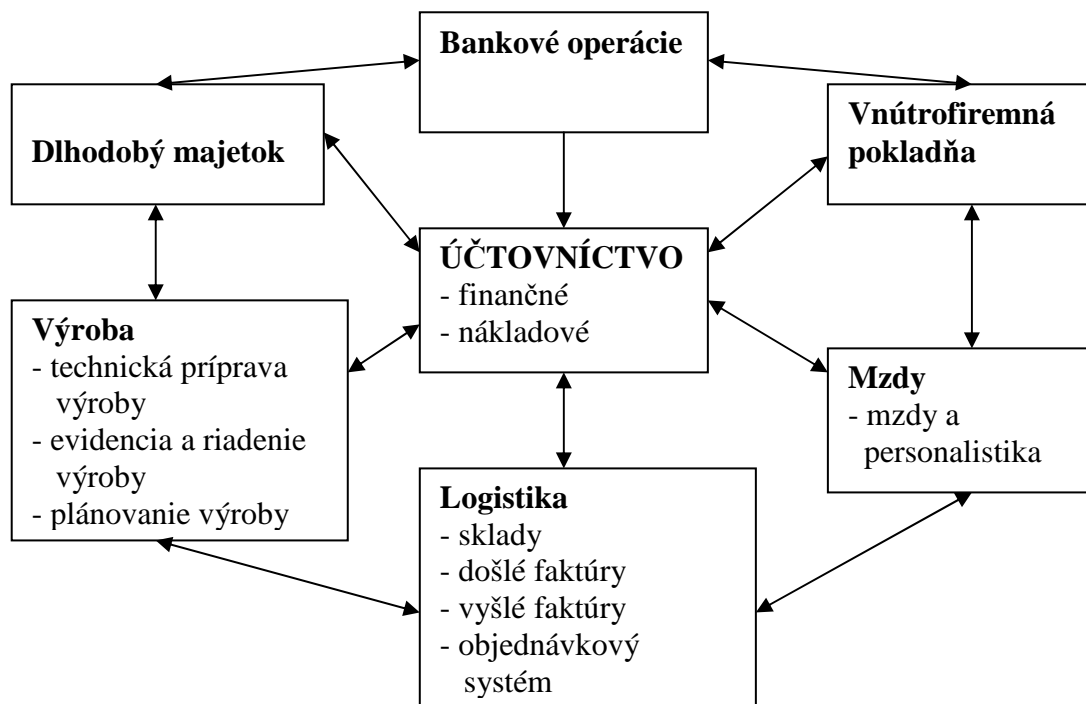 Bankové operácie
Dlhodobý majetok
Vnútrofiremná
pokladňa
ÚČTOVNÍCTVO
- finančné
- nákladové
Výroba
- technická príprava
výroby
- evidencia a riadenie
výroby
- plánovanie výroby
Mzdy
- mzdy a
personalistika
Logistika
- sklady
- došlé faktúry
- vyšlé faktúry
- objednávkový
systém